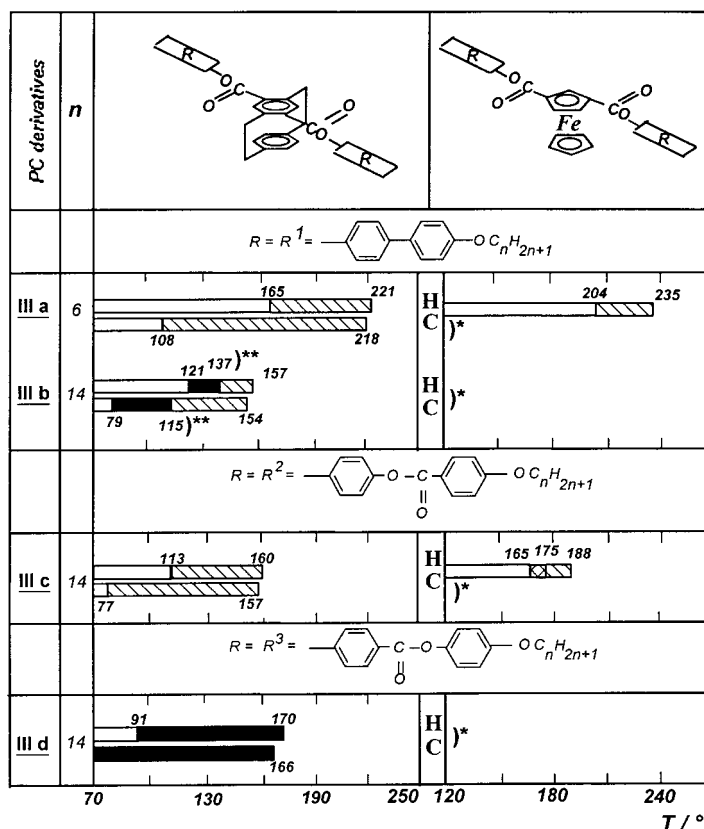 PC derivatives
n
R
O
C
O
O
CO
R
R
O
C
O
O
C
O
Fe
R
R = R1 = OCnH2n+1
III a 6 165 221 H 204 235
108 218 C )*
III b 14 121 137)** 157 H
79 115)** 154 C )*
R = R2 = O C OCnH2n+1
O
III c 14 113 160 H 165 175 188
77 157 C )*
R = R3 = C O OCnH2n+1
O
III d 14 91 170 H
166 C )*
70 130 190 250 120 180 240
T / °